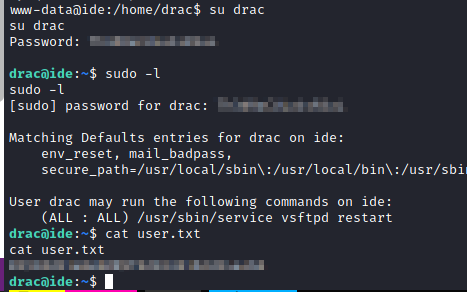 www-data@ide:/home/drac$ su drac
su drac
Password:
drac@ide:~$ sudo -l
sudo -l
[sudo] password for drac:
Matching Defaults entries for drac on ide:
    env_reset, mail_badpass,
    secure_path=/usr/local/sbin\:/usr/local/bin\:/usr/sbin
User drac may run the following commands on ide:
    (ALL : ALL) /usr/sbin/service vsftpd restart
drac@ide:~$ cat user.txt
cat user.txt
drac@ide:~$